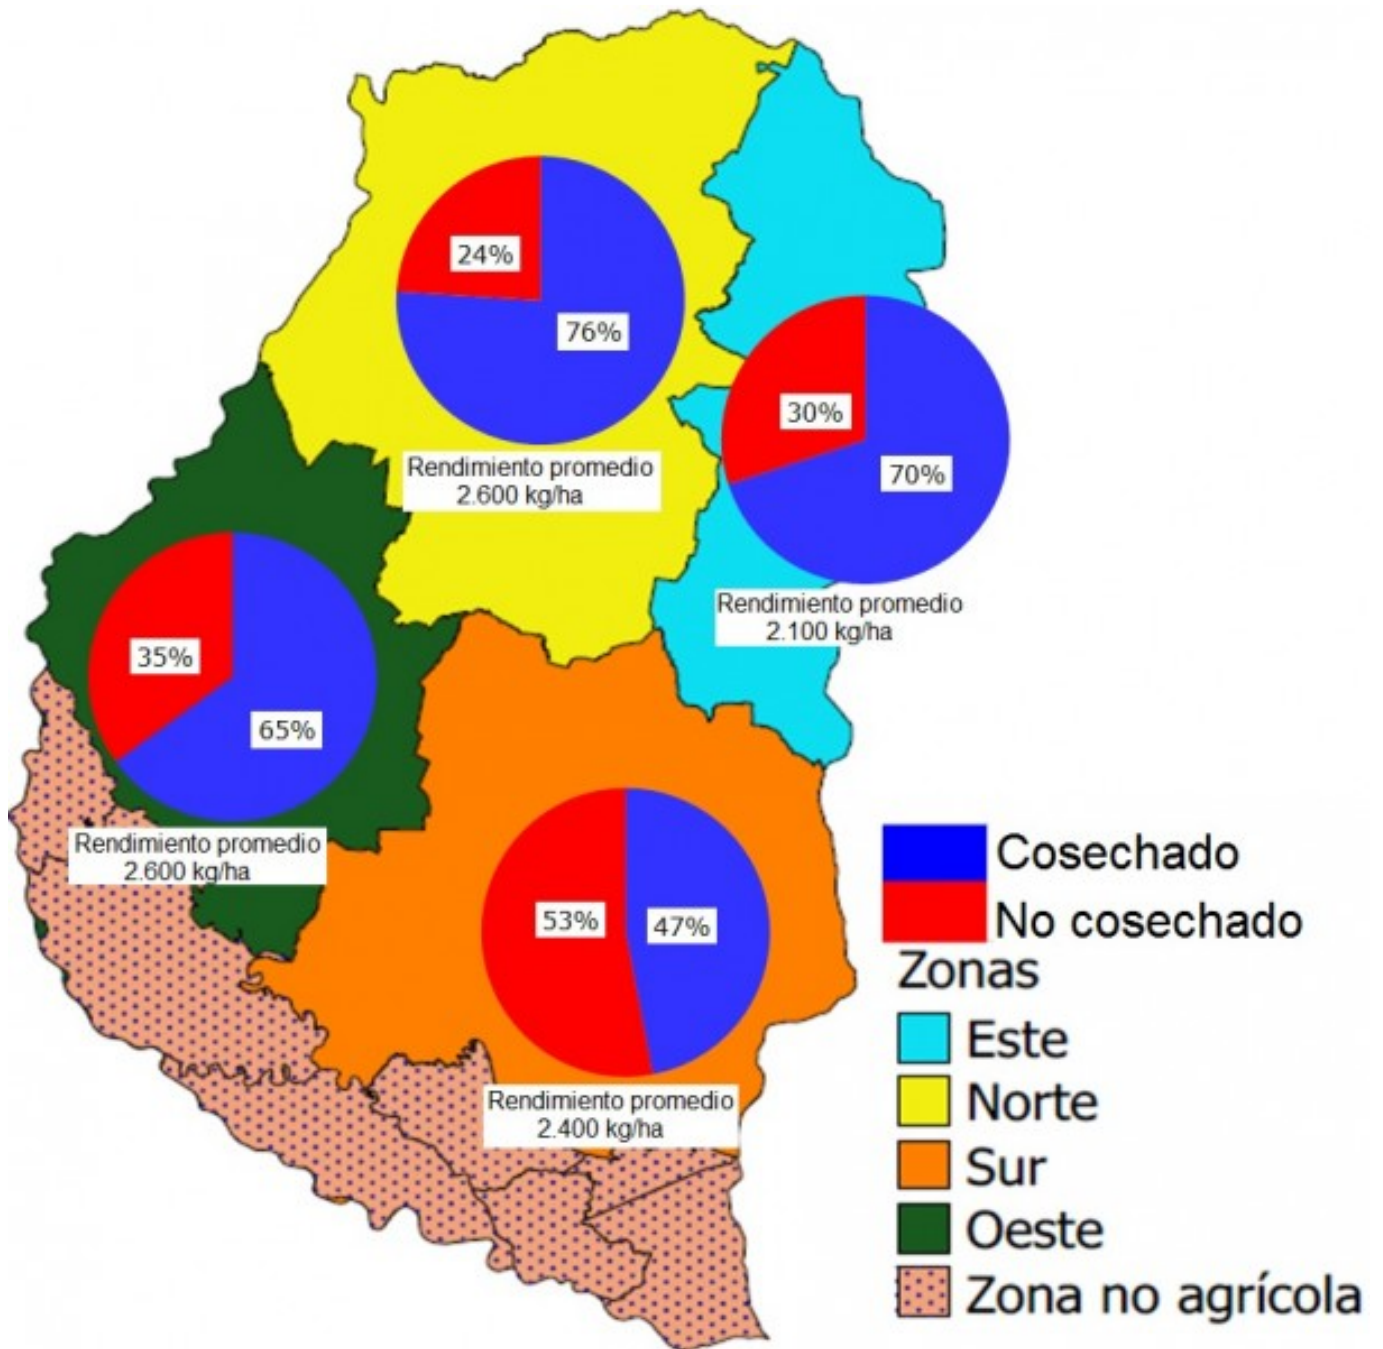 24%
76%
Rendimiento promedio
2.600 kg/ha
30%
70%
Rendimiento promedio
2.100 kg/ha
35%
65%
Rendimiento promedio
2.600 kg/ha
53%
47%
Rendimiento promedio
2.400 kg/ha
Cosechado
No cosechado
Zonas
Este
Norte
Sur
Oeste
Zona no agrícola